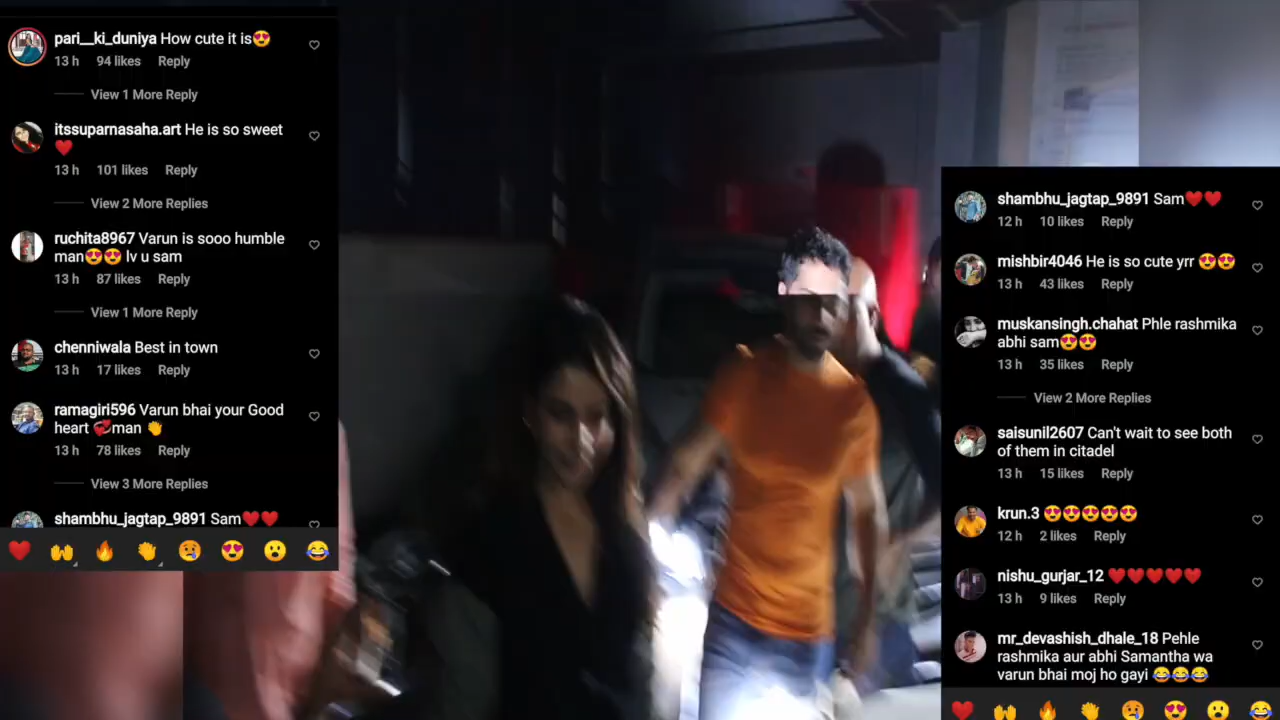 pari__ki_duniya How cute it is😍
13 h 94 likes Reply
View 1 More Reply
itssuparnasaha.art He is so sweet
❤️
13 h 101 likes Reply
View 2 More Replies
ruchita8967 Varun is sooo humble
man😍😍 lv u sam
13 h 87 likes Reply
View 1 More Reply
chenniwala Best in town
13 h 17 likes Reply
ramagiri596 Varun bhai your Good
heart 💞man 👏
13 h 78 likes Reply
View 3 More Replies
shambhu_jagtap_9891 Sam❤️❤️
shambhu_jagtap_9891 Sam❤️❤️
12 h 10 likes Reply
mishbir4046 He is so cute yrr 😍😍
13 h 43 likes Reply
muskansingh.chahat Phle rashmika
abhi sam😍😍
13 h 35 likes Reply
View 2 More Replies
saisunil2607 Can't wait to see both
of them in citadel
13 h 15 likes Reply
krun.3 😍😍😍😍😍
12 h 2 likes Reply
nishu_gurjar_12 ❤️❤️❤️❤️❤️
13 h 9 likes Reply
mr_devashish_dhale_18 Pehle
rashmika aur abhi Samantha wa
varun bhai moj ho gayi 😂😂😂